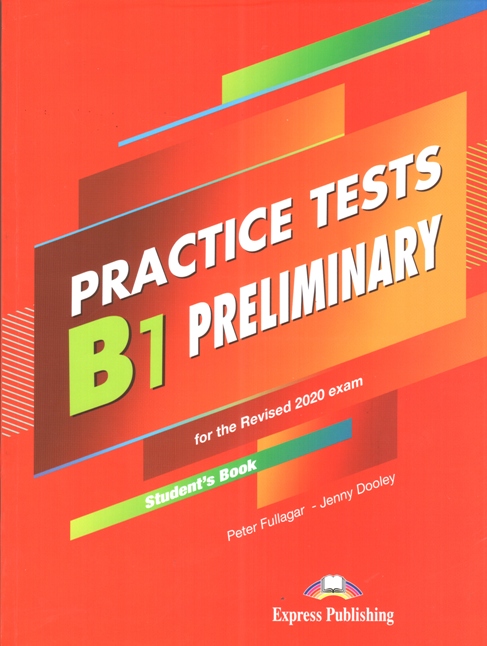 PRACTICE TESTS
B1 PRELIMINARY
for the Revised 2020 exam
Student's Book
Peter Fullagar - Jenny Dooley
Express Publishing